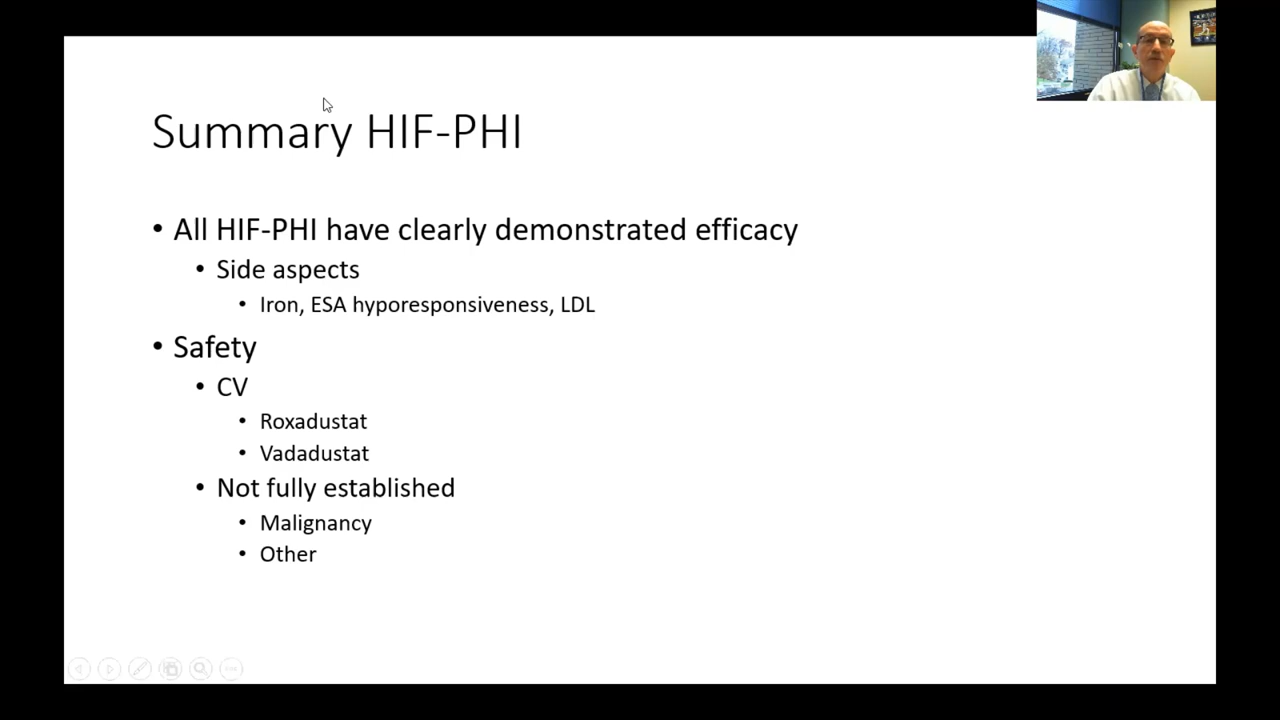 Summary HIF-PHI
• All HIF-PHI have clearly demonstrated efficacy
• Side aspects
• Iron, ESA hyporesponsiveness, LDL
• Safety
• CV
• Roxadustat
• Vadadustat
• Not fully established
• Malignancy
• Other